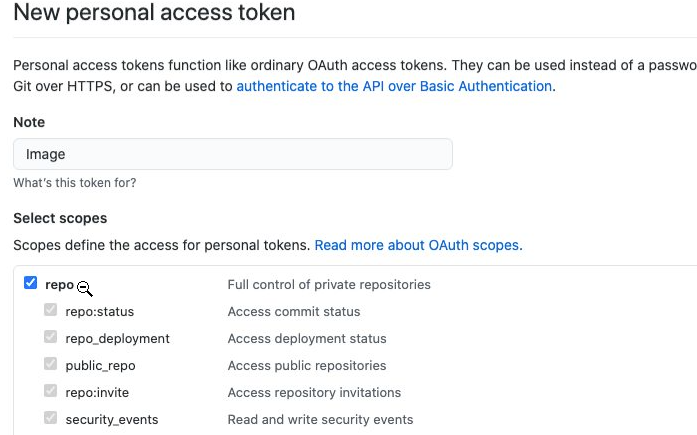 New personal access token
Personal access tokens function like ordinary OAuth access tokens. They can be used instead of a
Git over HTTPS, or can be used to authenticate to the API over Basic Authentication.
Note
Image
What's this token for?
Select scopes
Scopes define the access for personal tokens. Read more about OAuth scopes.
repo Full control of private repositories
repo:status Access commit status
repo_deployment Access deployment status
public_repo Access public repositories
repo:invite Access repository invitations
security_events Read and write security events